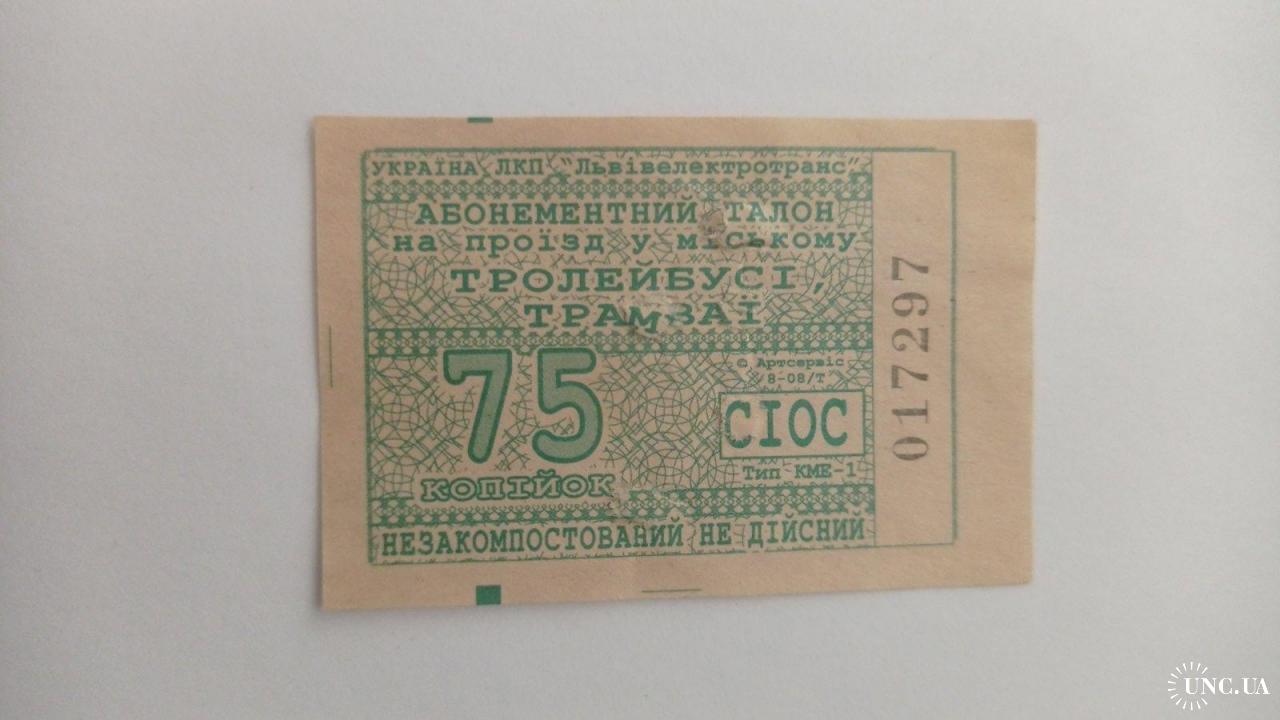 УКРАЇНА ЛКП "Львівелектротранс"
АБОНЕМЕНТНИЙ ТАЛОН
на проїзд у міському
ТРОЛЕЙБУСІ,
ТРАМВАЇ
75
КОПІЙОК
© Артсервіс
8-08/Т
СІОС
Тип КМЕ-1
НЕЗАКОМПОСТОВАНИЙ НЕ ДІЙСНИЙ
017297
UNC.UA